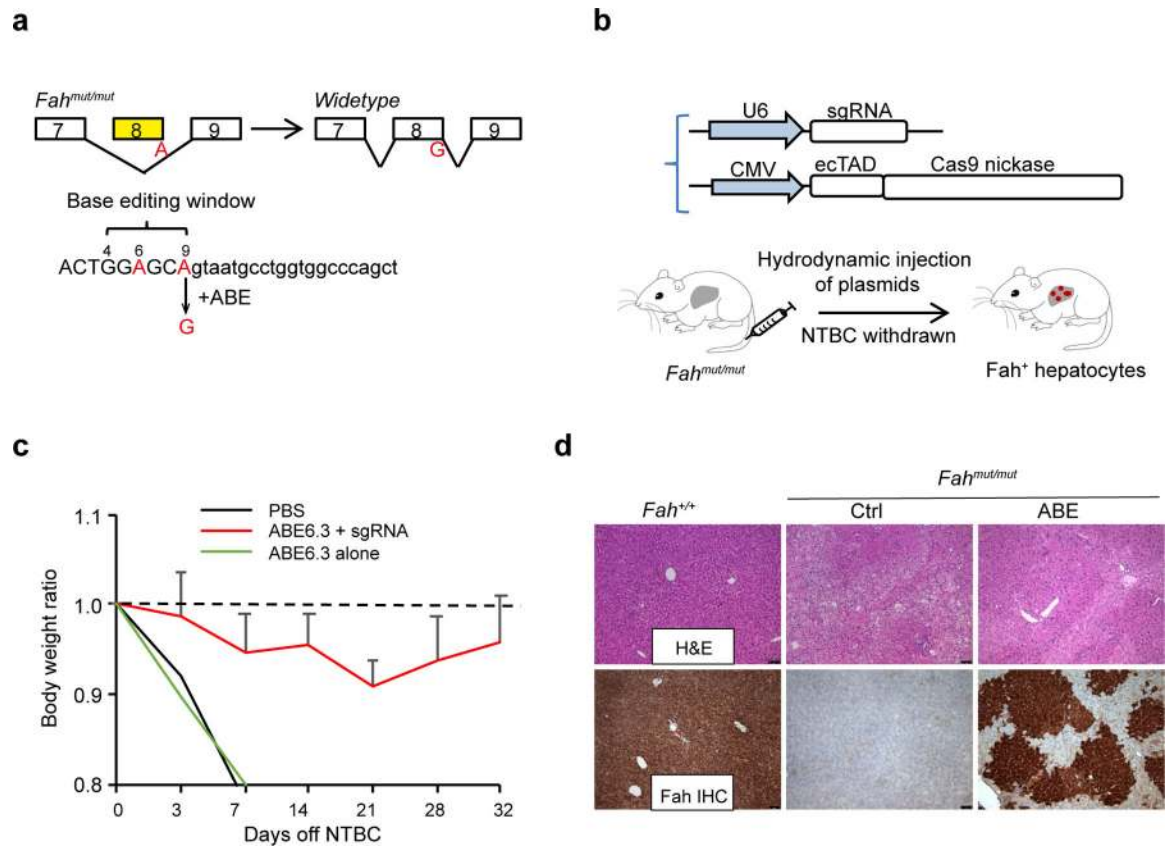 a
Fah^mut/mut
Widetype
7 8 9
7 8 9
A
G
Base editing window
4 6 9
ACTGGAGCAgtaatgcctggtggcccagct
+ABE
G
b
U6 sgRNA
CMV ecTAD Cas9 nickase
Hydrodynamic injection
of plasmids
NTBC withdrawn
Fah^mut/mut
Fah⁺ hepatocytes
c
PBS
ABE6.3 + sgRNA
ABE6.3 alone
Body weight ratio
1.1
1.0
0.9
0.8
0 3 7 14 21 28 32
Days off NTBC
d
Fah^mut/mut
Fah^+/+ Ctrl ABE
H&E
Fah IHC